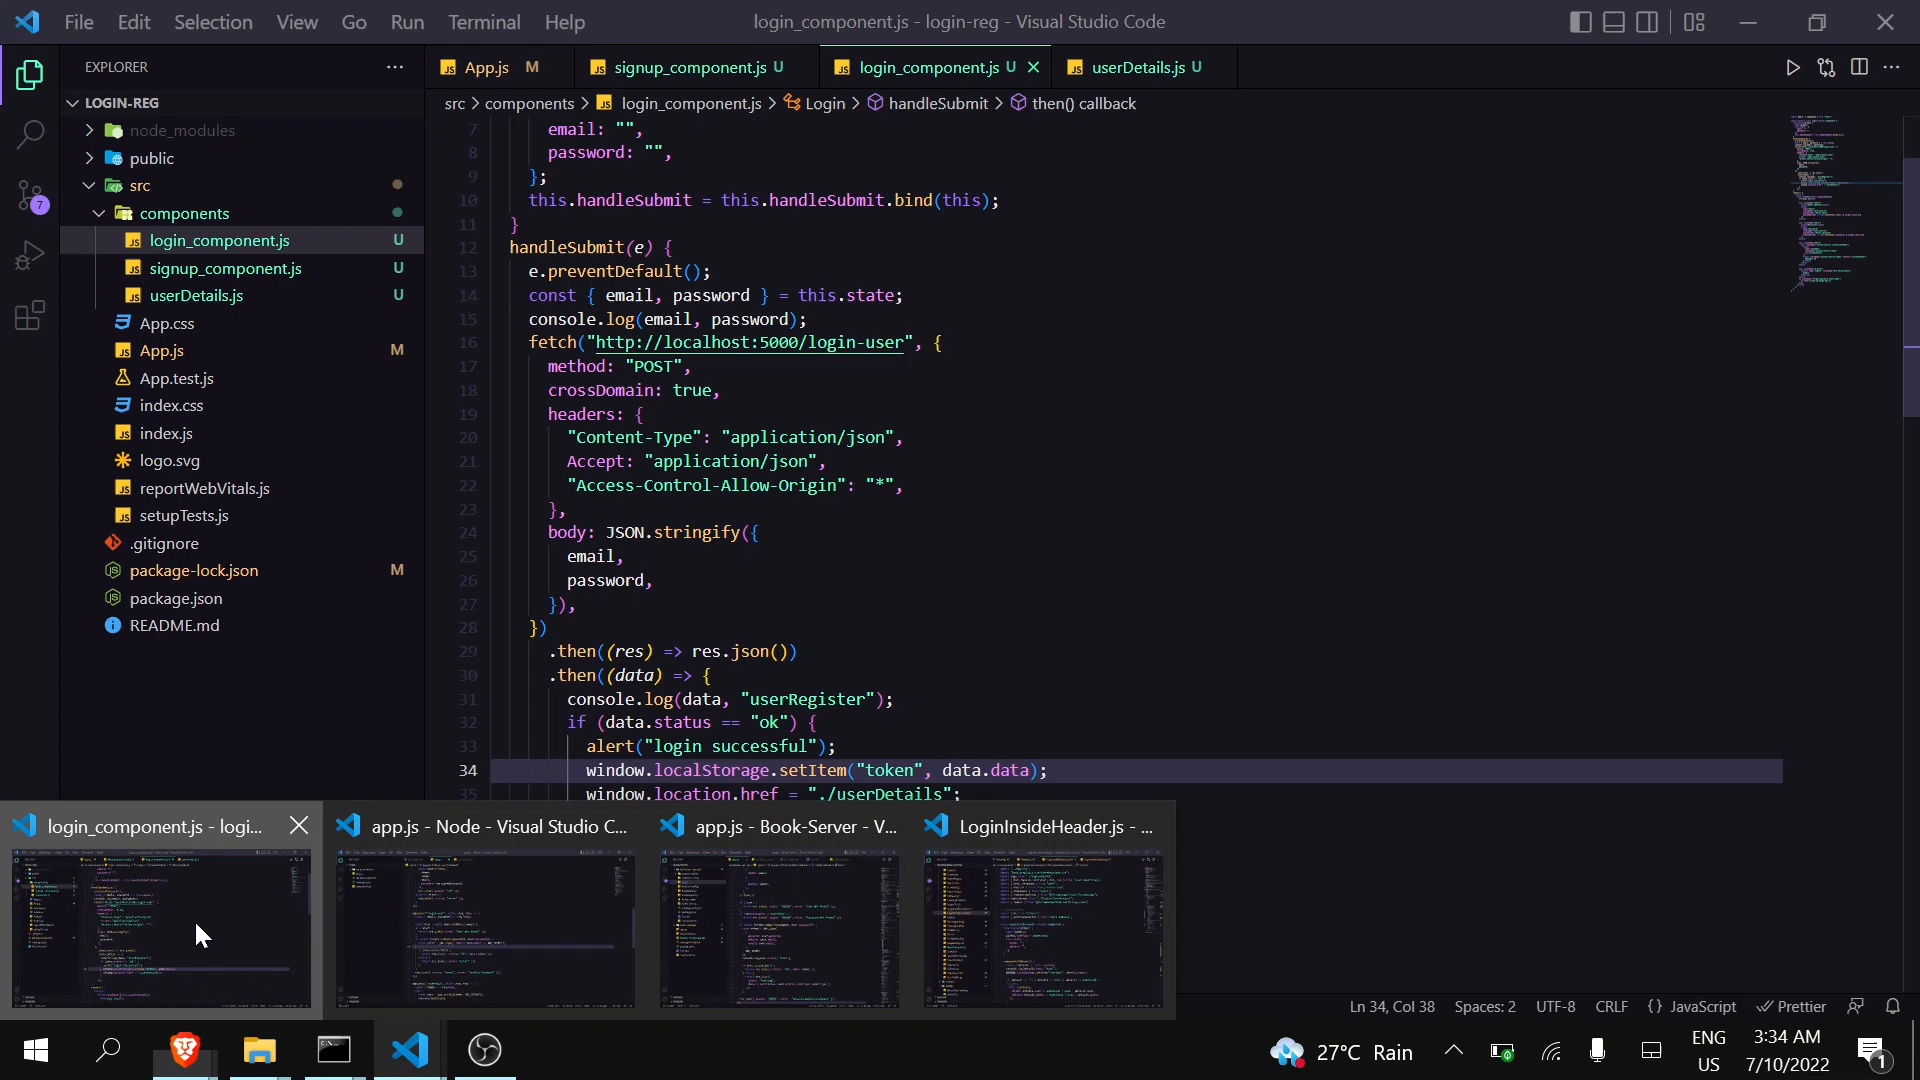 File Edit Selection View Go Run Terminal Help
login_component.js - login-reg - Visual Studio Code
EXPLORER
LOGIN-REG
node_modules
public
src
components
login_component.js U
signup_component.js U
userDetails.js U
App.css
App.js M
App.test.js
index.css
index.js
logo.svg
reportWebVitals.js
setupTests.js
.gitignore
package-lock.json M
package.json
README.md
7
App.js M
signup_component.js U
login_component.js U
userDetails.js U
src > components > login_component.js > Login > handleSubmit > then() callback
7 email: "",
8 password: "",
9 };
10 this.handleSubmit = this.handleSubmit.bind(this);
11 }
12 handleSubmit(e) {
13 e.preventDefault();
14 const { email, password } = this.state;
15 console.log(email, password);
16 fetch("http://localhost:5000/login-user", {
17 method: "POST",
18 crossDomain: true,
19 headers: {
20 "Content-Type": "application/json",
21 Accept: "application/json",
22 "Access-Control-Allow-Origin": "*",
23 },
24 body: JSON.stringify({
25 email,
26 password,
27 }),
28 })
29 .then((res) => res.json())
30 .then((data) => {
31 console.log(data, "userRegister");
32 if (data.status == "ok") {
33 alert("login successful");
34 window.localStorage.setItem("token", data.data);
35 window.location.href = "./userDetails";
login_component.js - logi...
app.js - Node - Visual Studio C...
app.js - Book-Server - V...
LoginInsideHeader.js - ...
Ln 34, Col 38 Spaces: 2 UTF-8 CRLF {} JavaScript Prettier
27°C Rain
ENG
US
3:34 AM
7/10/2022
1